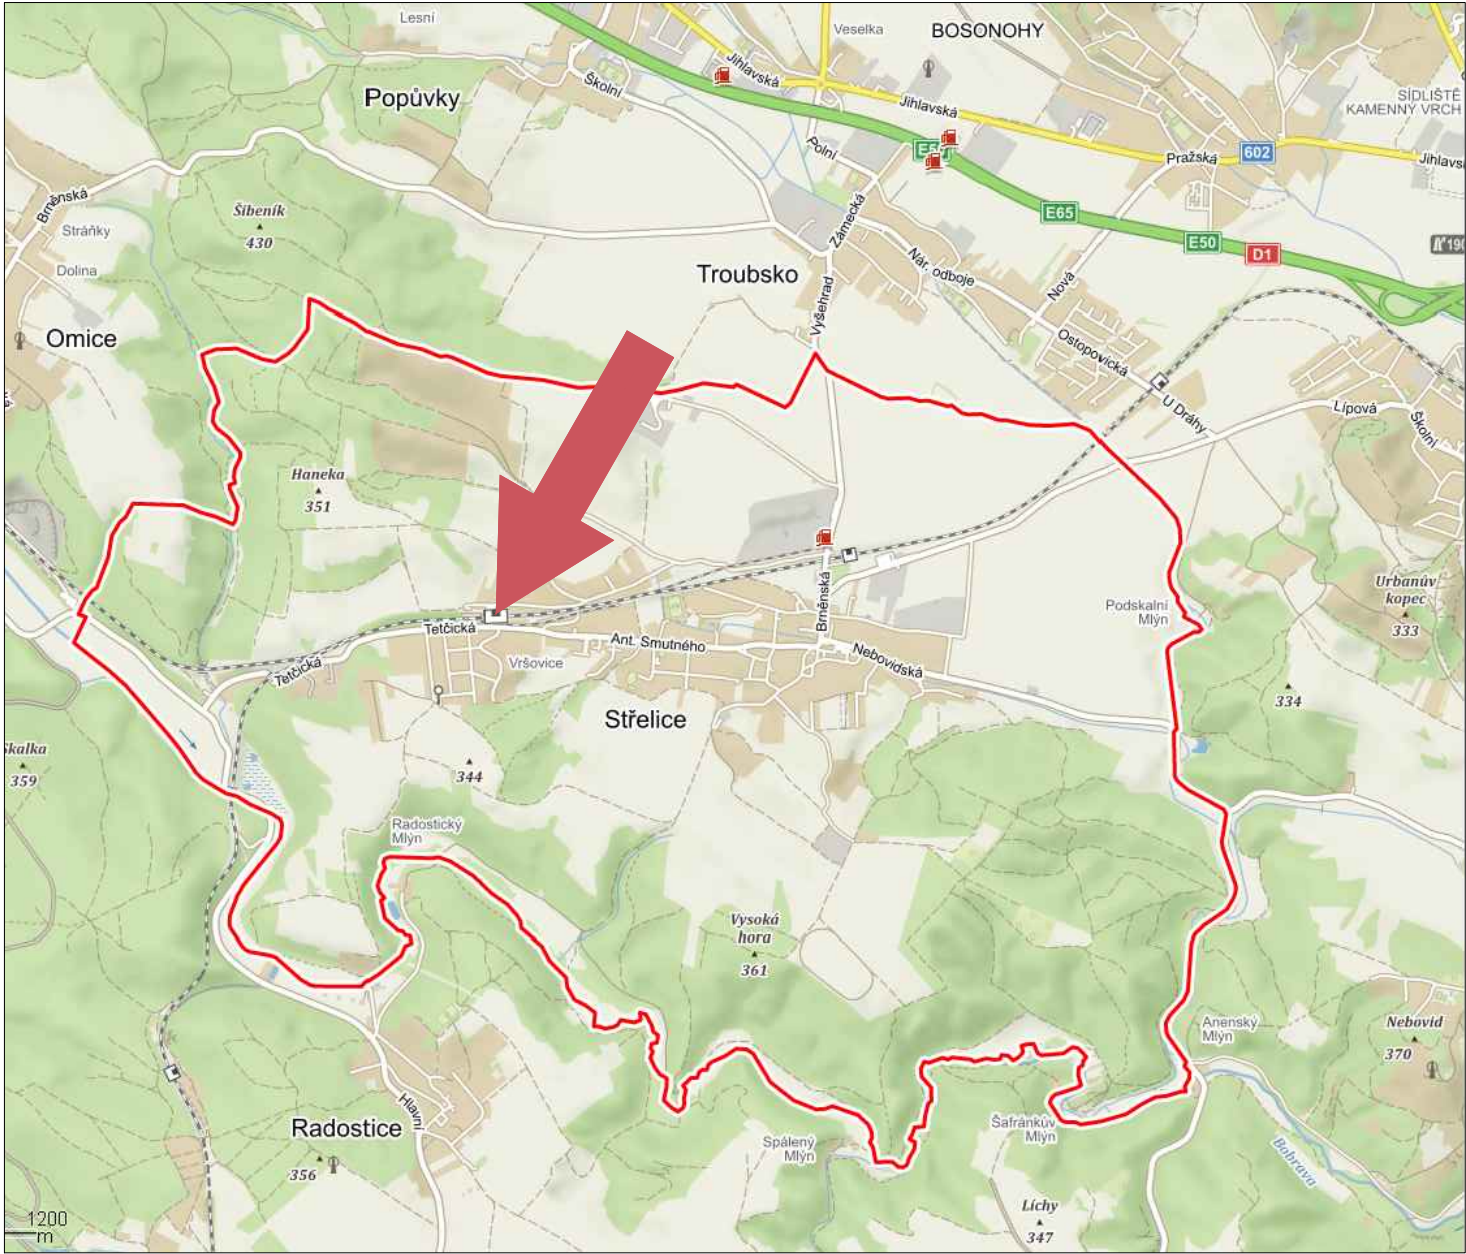 Lesní
Veselka
BOSONOHY
Jihlavská
Školní
Popůvky
Jihlavská
SÍDLIŠTĚ
KAMENNÝ VRCH
Polní
Pražská
602
Brněnská
Šibeník
430
Stráňky
Zámecká
E65
E50
D1
Dolina
Troubsko
Nár. odboje
Nová
Vyšehrad
Omice
Ostopovická
U Dráhy
Lípová
Školní
Haneka
351
Urbanův
kopec
333
Podskalní
Mlýn
Brněnská
Tetčická
Ant. Smutného
Nebovidská
Vršovice
Tetčická
334
Střelice
Skalka
359
344
Radostický
Mlýn
Vysoká
hora
361
Anenský
Mlýn
Nebovid
370
Hlavní
Radostice
Šafránkův
Mlýn
Spálený
Mlýn
356
Bobrava
Líchy
347
1200
m